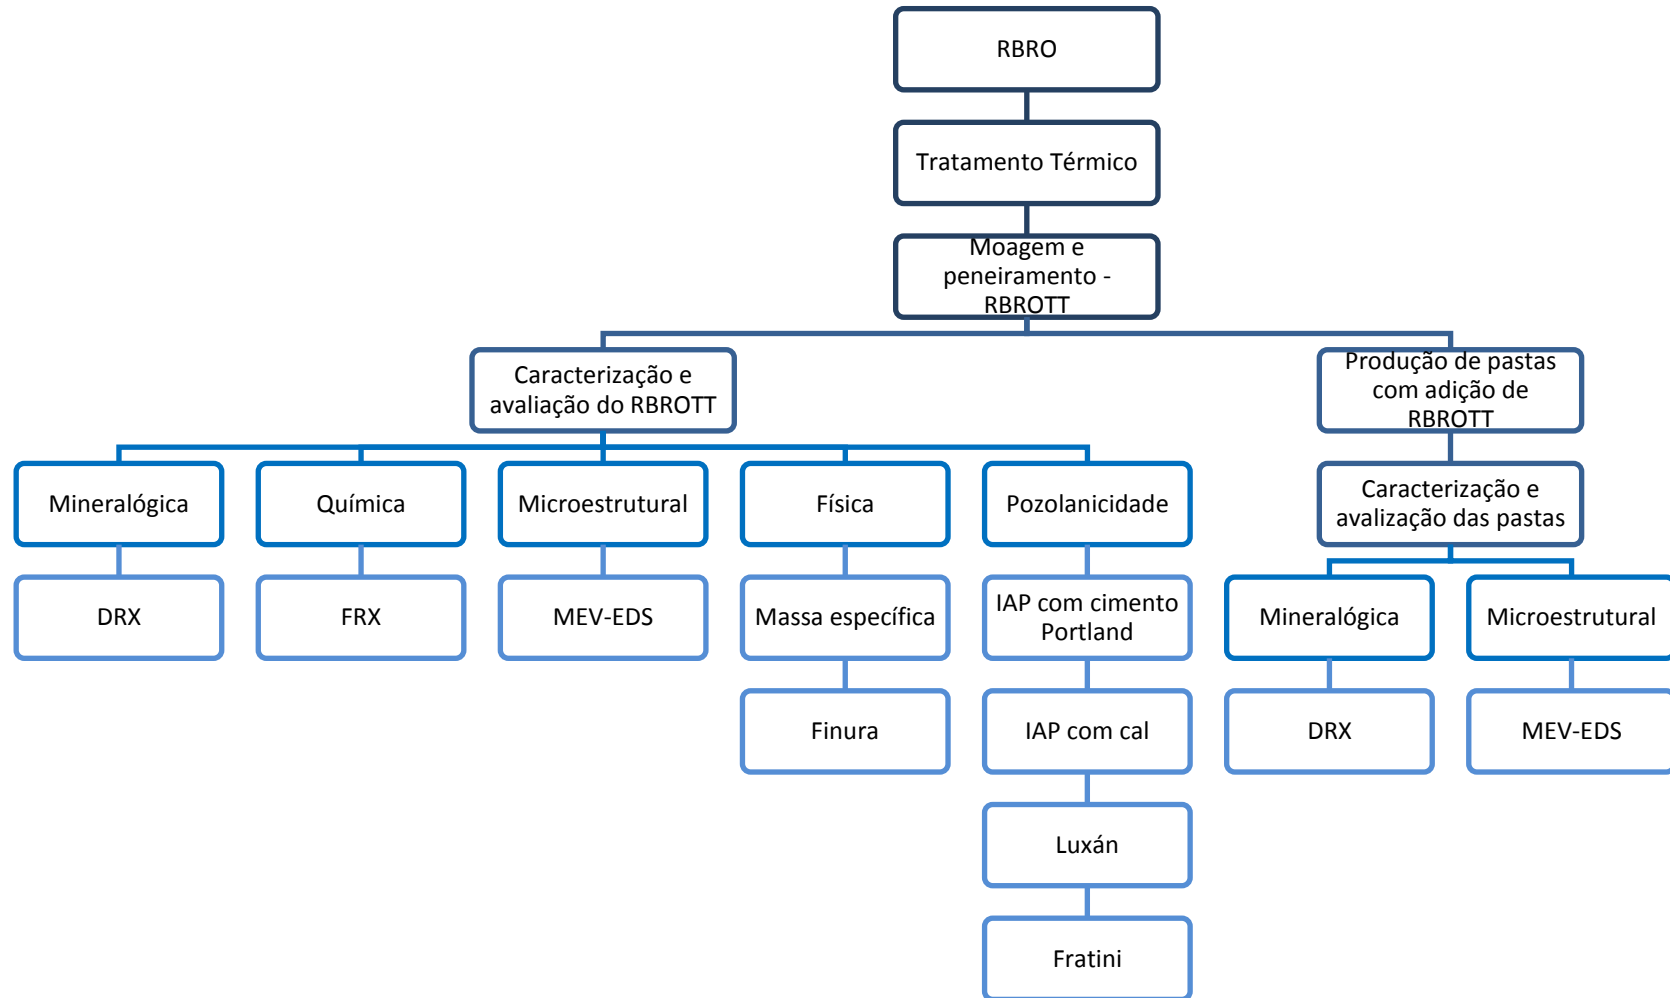 RBRO
Tratamento Térmico
Moagem e
peneiramento -
RBROTT
Caracterização e
avaliação do RBROTT
Produção de pastas
com adição de
RBROTT
Mineralógica
Química
Microestrutural
Física
Pozolanicidade
Caracterização e
avalização das pastas
DRX
FRX
MEV-EDS
Massa específica
IAP com cimento
Portland
Mineralógica
Microestrutural
Finura
IAP com cal
DRX
MEV-EDS
Luxán
Fratini